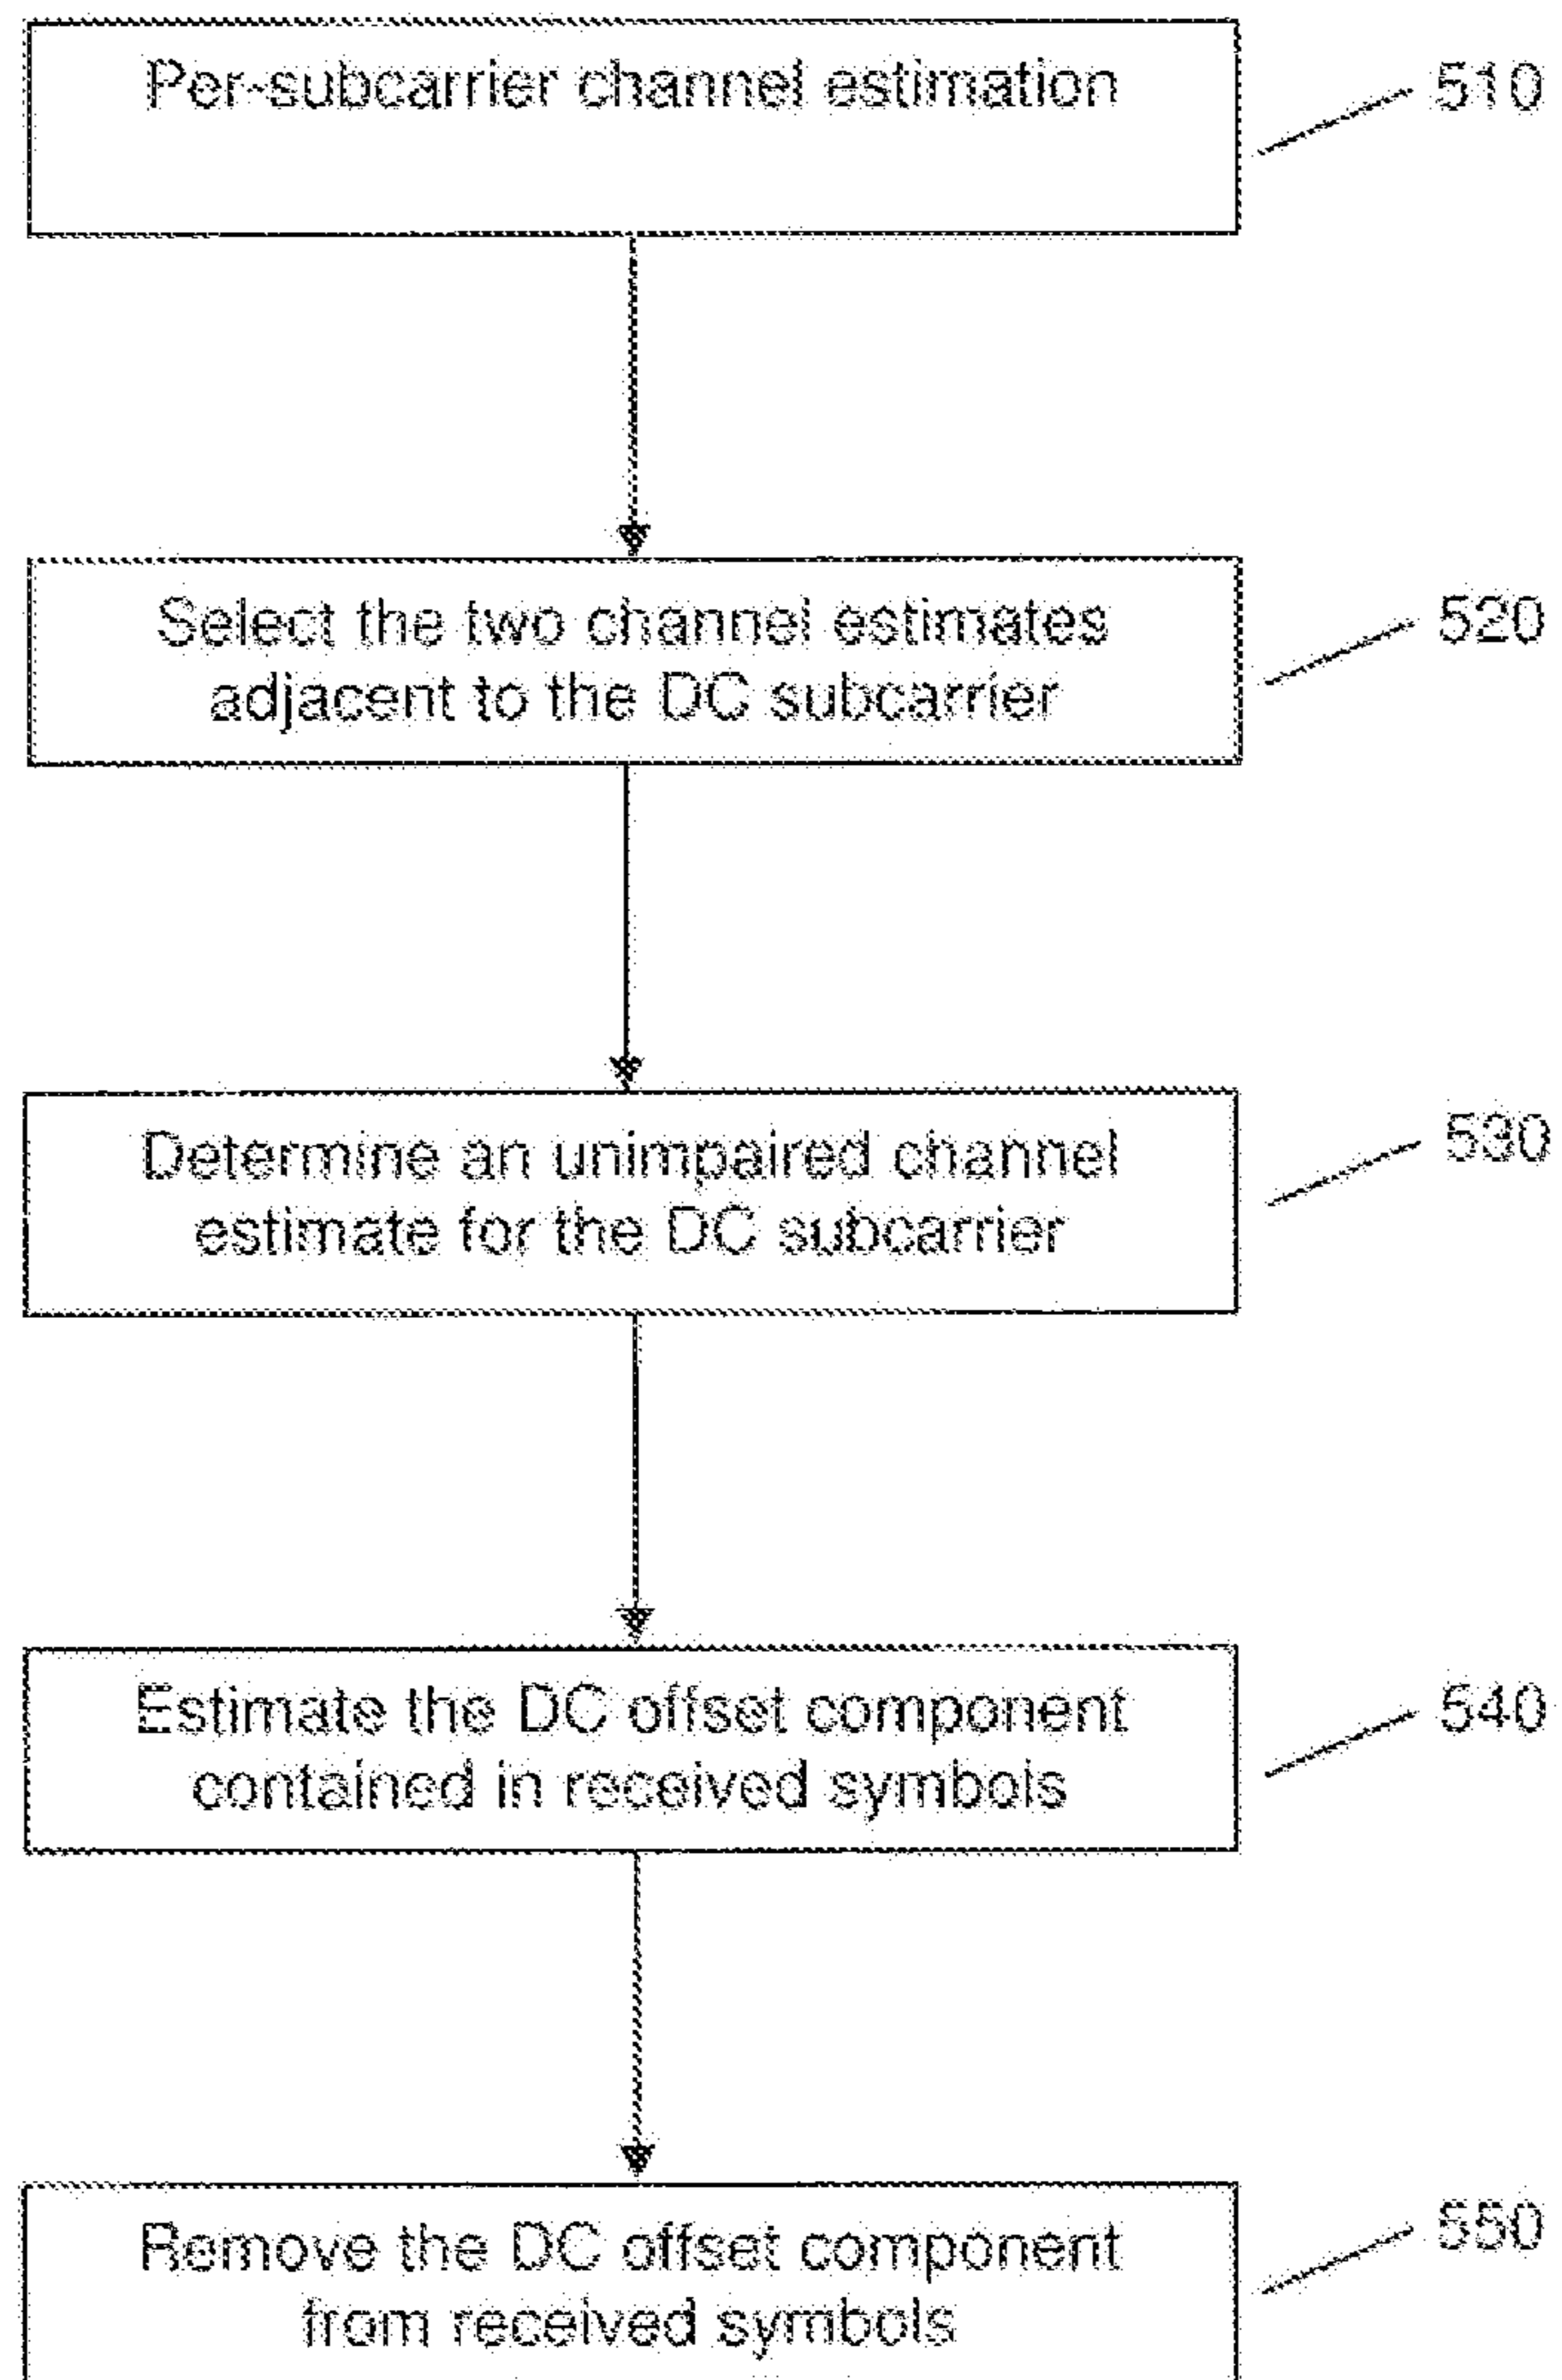 Per-subcarrier channel estimation
510
Select the two channel estimates
adjacent to the DC subcarrier
520
Determine an unimpaired channel
estimate for the DC subcarrier
530
Estimate the DC offset component
contained in received symbols
540
Remove the DC offset component
from received symbols
550